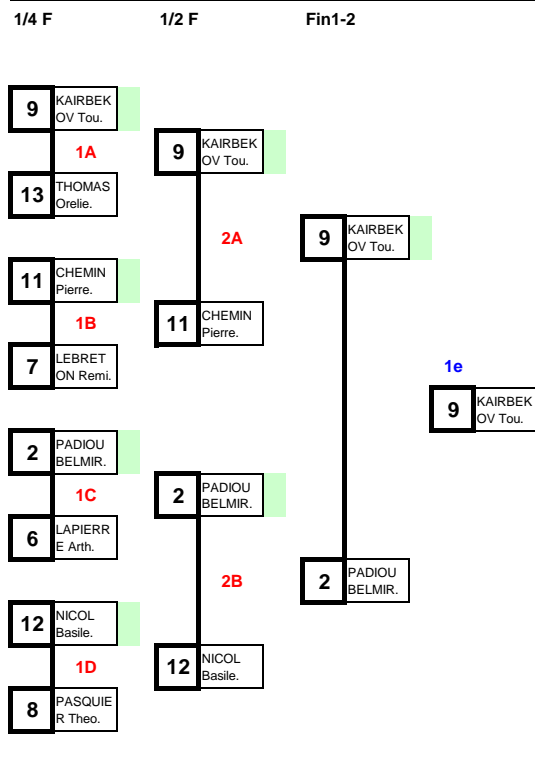 1/4 F 1/2 F Fin1-2
9 KAIRBEK
OV Tou.
1A
13 THOMAS
Orelie.
11 CHEMIN
Pierre.
1B
7 LEBRET
ON Remi.
2 PADIOU
BELMIR.
1C
6 LAPIERR
E Arth.
12 NICOL
Basile.
1D
8 PASQUIE
R Theo.
9 KAIRBEK
OV Tou.
2A
11 CHEMIN
Pierre.
2 PADIOU
BELMIR.
2B
12 NICOL
Basile.
9 KAIRBEK
OV Tou.
2 PADIOU
BELMIR.
1e
9 KAIRBEK
OV Tou.